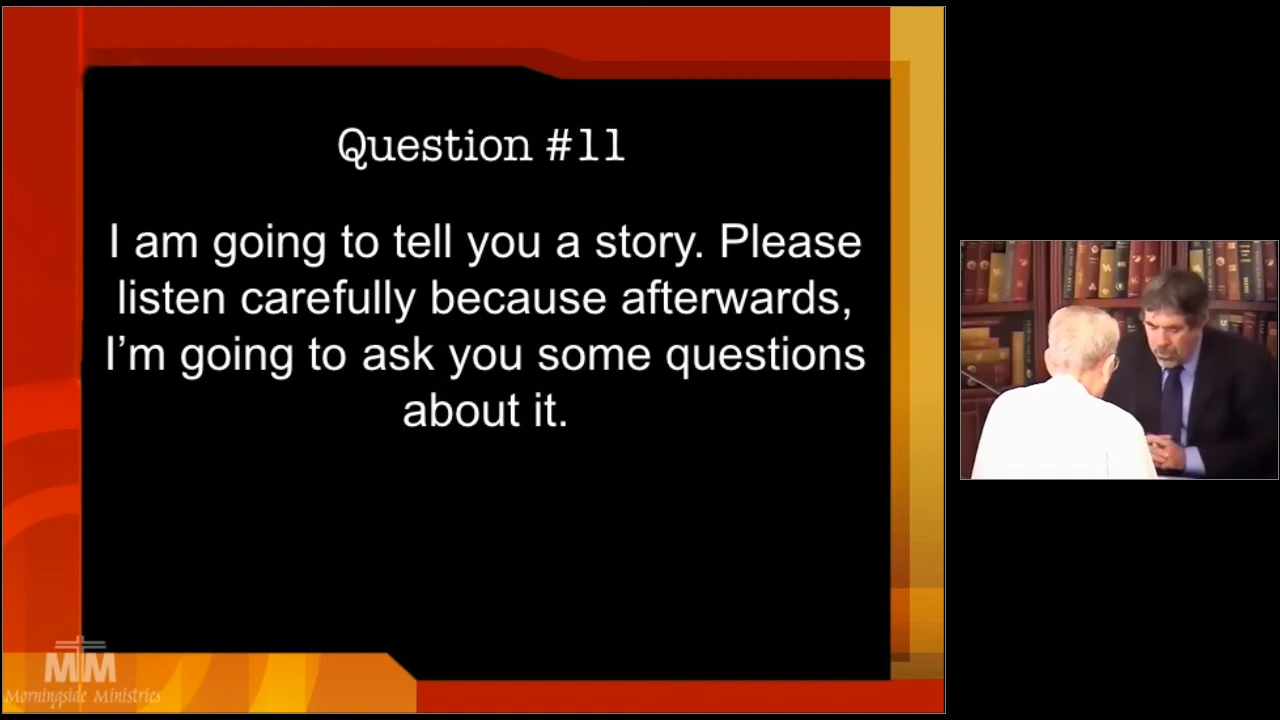 Question #11
I am going to tell you a story. Please
listen carefully because afterwards,
I’m going to ask you some questions
about it.
MM
Morningside Ministries